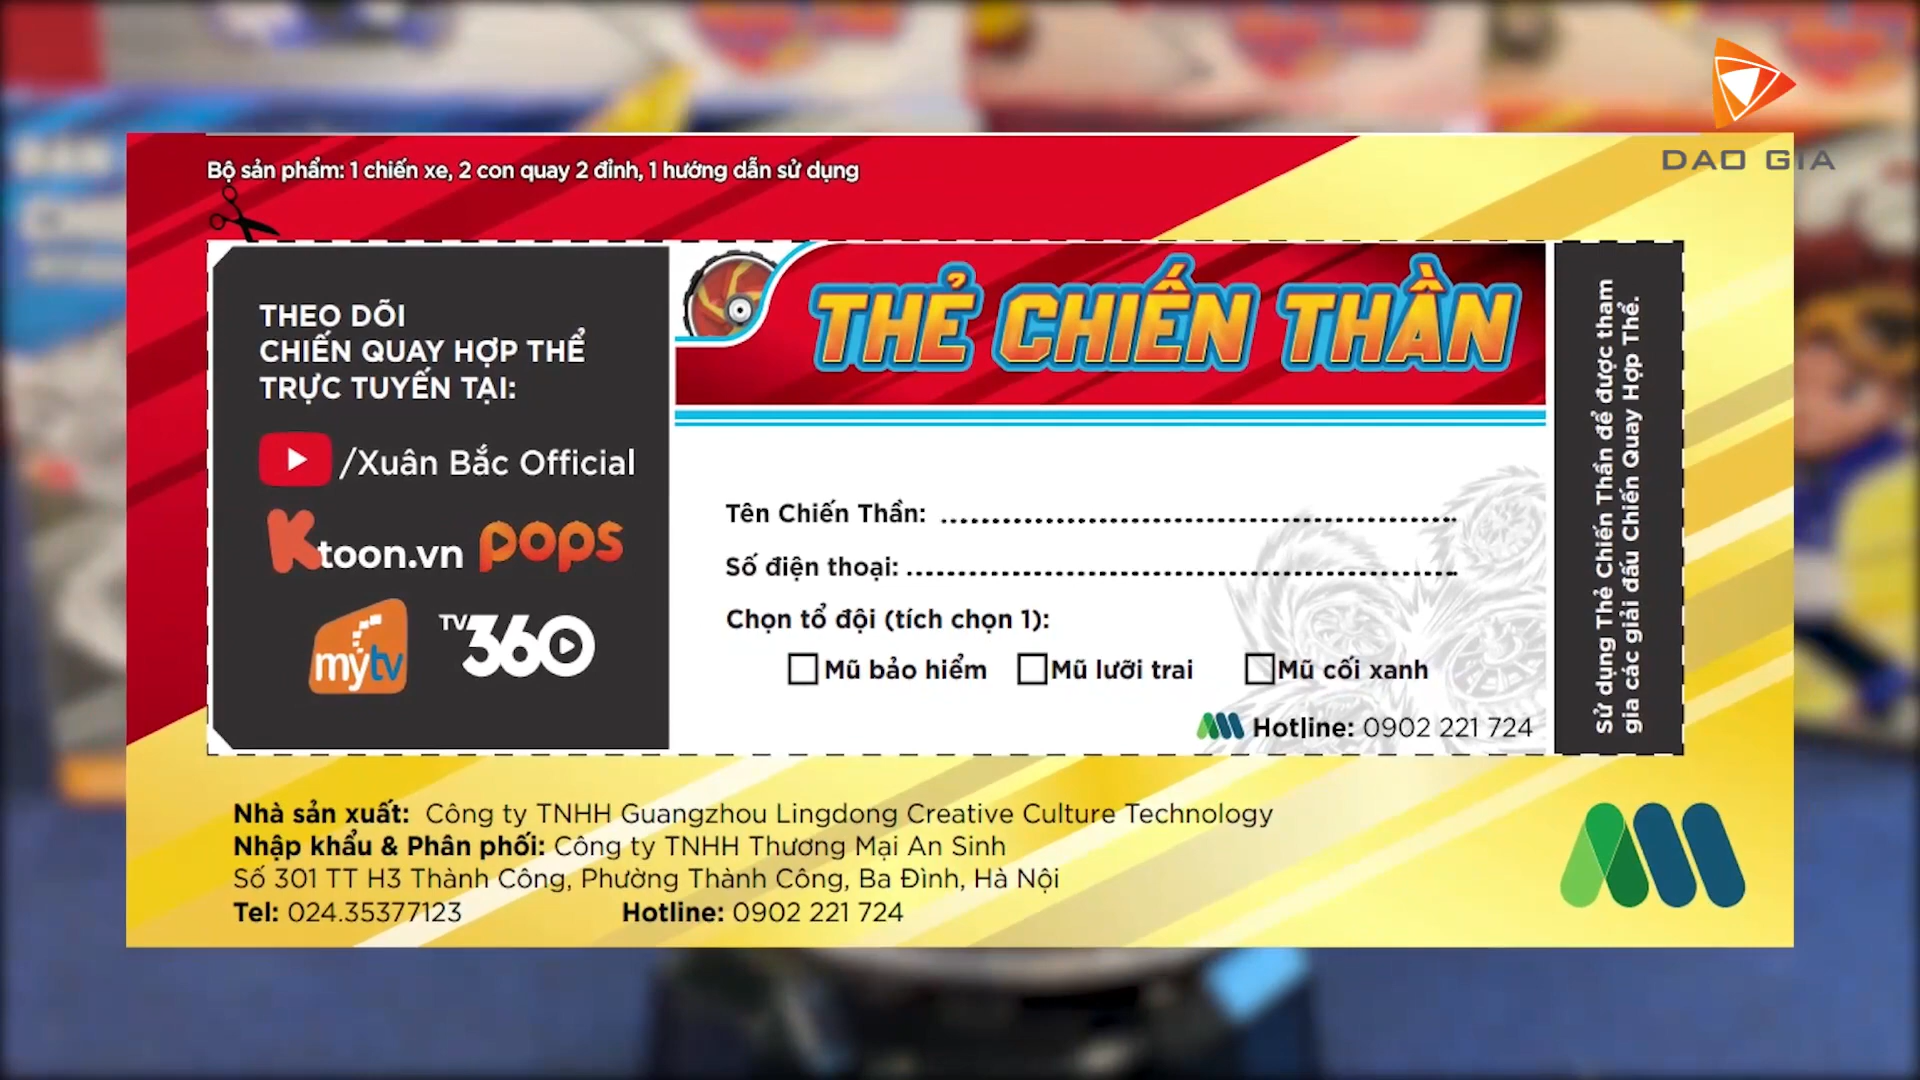 DAO GIA
Bộ sản phẩm: 1 chiến xe, 2 con quay 2 đỉnh, 1 hướng dẫn sử dụng
THEO DÕI
CHIẾN QUAY HỢP THỂ
TRỰC TUYẾN TẠI:
/Xuân Bắc Official
Ktoon.vn POPS
mytv TV360
THẺ CHIẾN THẦN
Tên Chiến Thần: ........................................
Số điện thoại: ........................................
Chọn tổ đội (tích chọn 1):
Mũ bảo hiểm Mũ lưỡi trai Mũ cối xanh
Hotline: 0902 221 724
Sử dụng Thẻ Chiến Thần để được tham
gia các giải đấu Chiến Quay Hợp Thể.
Nhà sản xuất: Công ty TNHH Guangzhou Lingdong Creative Culture Technology
Nhập khẩu & Phân phối: Công ty TNHH Thương Mại An Sinh
Số 301 TT H3 Thành Công, Phường Thành Công, Ba Đình, Hà Nội
Tel: 024.35377123 Hotline: 0902 221 724